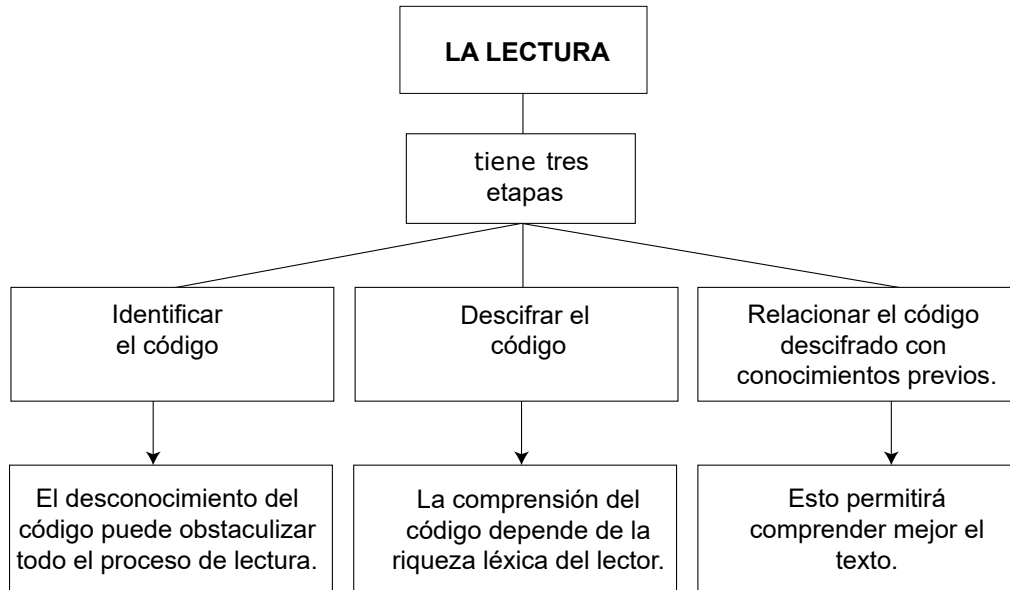 LA LECTURA
tiene tres
etapas
Identificar
el código
Descifrar el
código
Relacionar el código
descifrado con
conocimientos previos.
El desconocimiento del
código puede obstaculizar
todo el proceso de lectura.
La comprensión del
código depende de la
riqueza léxica del lector.
Esto permitirá
comprender mejor el
texto.